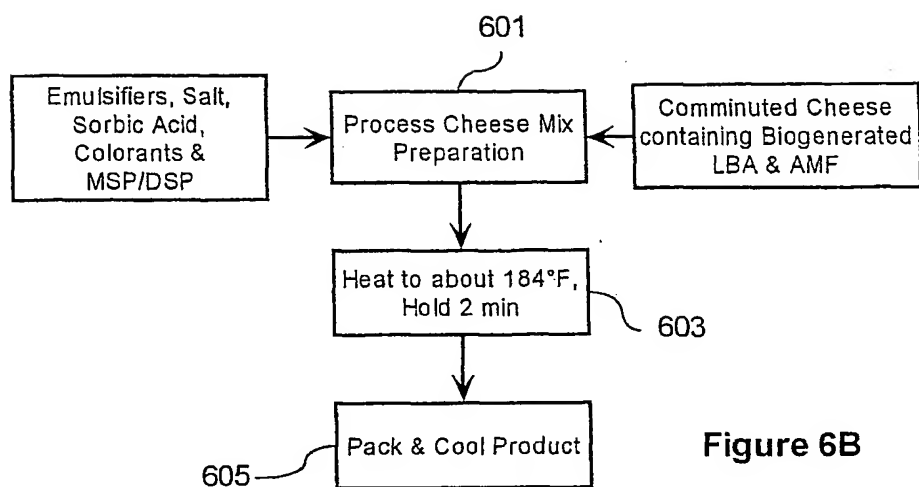 601
Emulsifiers, Salt,
Sorbic Acid,
Colorants &
MSP/DSP
Process Cheese Mix
Preparation
Comminuted Cheese
containing Biogenerated
LBA & AMF
Heat to about 184°F,
Hold 2 min
603
Pack & Cool Product
605
Figure 6B